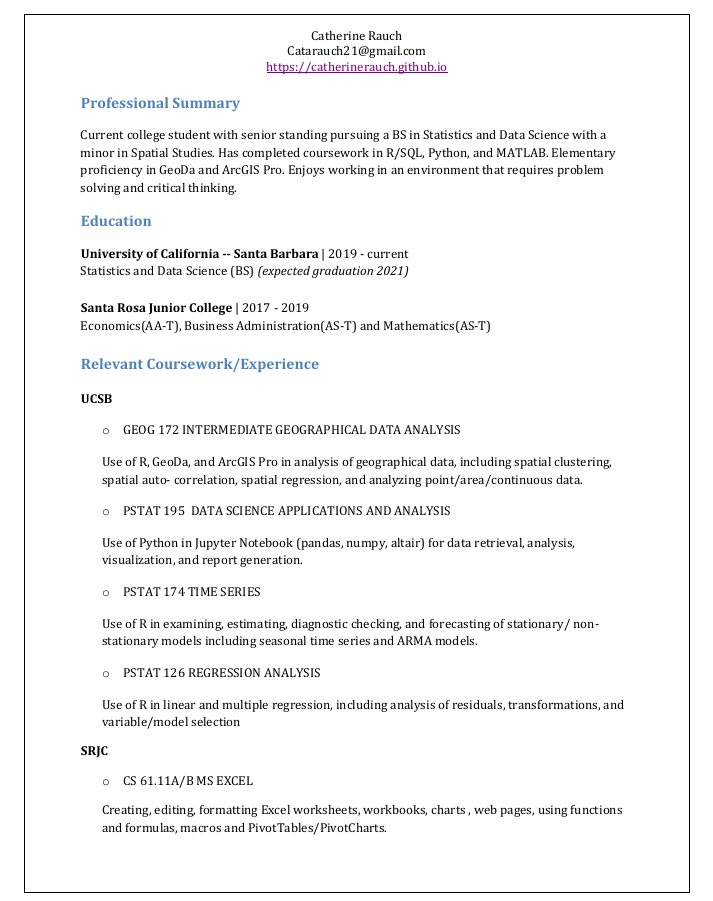 Catherine Rauch
Catarauch21@gmail.com
https://catherinerauch.github.io
Professional Summary
Current college student with senior standing pursuing a BS in Statistics and Data Science with a
minor in Spatial Studies. Has completed coursework in R/SQL, Python, and MATLAB. Elementary
proficiency in GeoDa and ArcGIS Pro. Enjoys working in an environment that requires problem
solving and critical thinking.
Education
University of California -- Santa Barbara | 2019 - current
Statistics and Data Science (BS) (expected graduation 2021)
Santa Rosa Junior College | 2017 - 2019
Economics(AA-T), Business Administration(AS-T) and Mathematics(AS-T)
Relevant Coursework/Experience
UCSB
o GEOG 172 INTERMEDIATE GEOGRAPHICAL DATA ANALYSIS
Use of R, GeoDa, and ArcGIS Pro in analysis of geographical data, including spatial clustering,
spatial auto- correlation, spatial regression, and analyzing point/area/continuous data.
o PSTAT 195  DATA SCIENCE APPLICATIONS AND ANALYSIS
Use of Python in Jupyter Notebook (pandas, numpy, altair) for data retrieval, analysis,
visualization, and report generation.
o PSTAT 174 TIME SERIES
Use of R in examining, estimating, diagnostic checking, and forecasting of stationary/ non-
stationary models including seasonal time series and ARMA models.
o PSTAT 126 REGRESSION ANALYSIS
Use of R in linear and multiple regression, including analysis of residuals, transformations, and
variable/model selection
SRJC
o CS 61.11A/B MS EXCEL
Creating, editing, formatting Excel worksheets, workbooks, charts , web pages, using functions
and formulas, macros and PivotTables/PivotCharts.